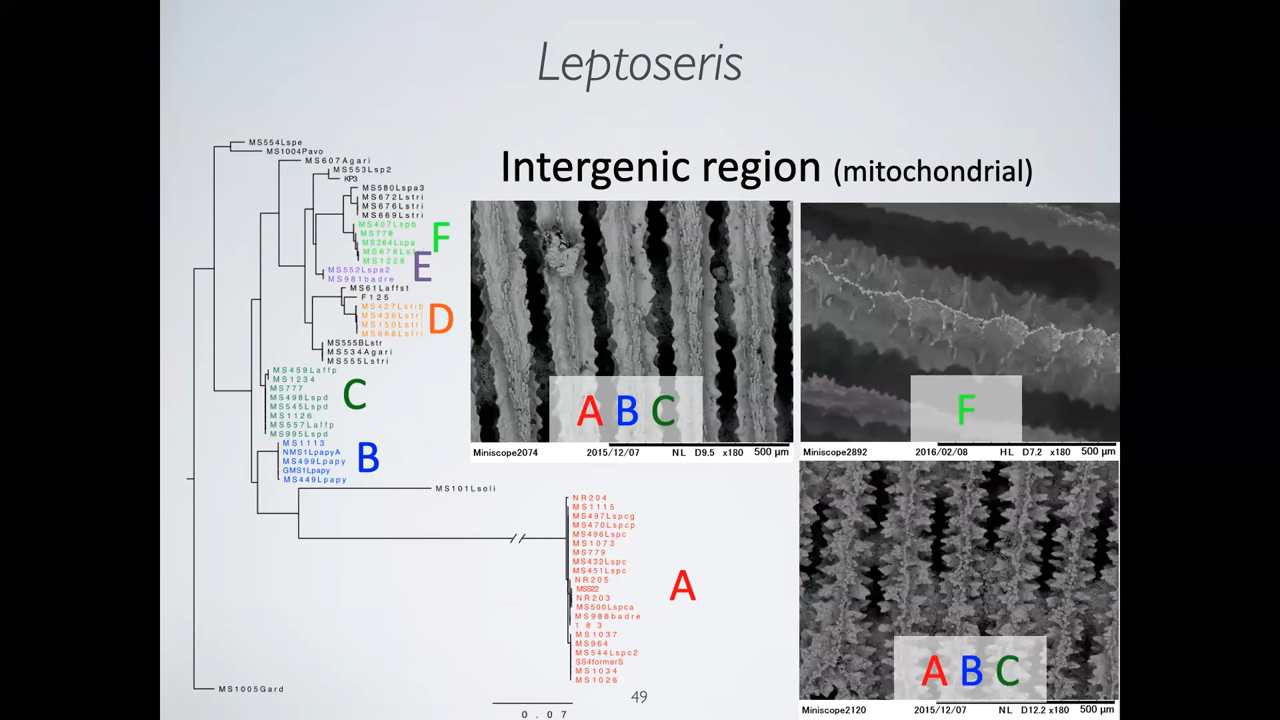 Leptoseris
Intergenic region (mitochondrial)
MS554Lspe
MS1004Pavo
MS607Agari
MS553Lsp2
KP3
MS580Lspa3
MS672Lstri
MS676Lstri
MS669Lstri
MS407Lspb
MS778
MS264Lspa
MS678Lstri
MS1228
F
MS552Lspa2
MS981badre
E
MS61Laffst
F125
MS427Lsrib
MS436Lstri
MS150Lstri
MS668Lstri
D
MS555BLstr
MS534Agari
MS555Lstri
MS459Laffp
MS1234
MS777
MS498Lspd
MS545Lspd
MS1126
MS557Laffp
MS995Lspd
C
MS1113
NMS1LpapyA
MS499Lpapy
GMS1Lpapy
MS449Lpapy
B
MS101Lsoli
NR204
MS1115
MS497Lspcg
MS470Lspcp
MS496Lspc
MS1073
MS779
MS432Lspc
MS451Lspc
NR205
MSS22
NR203
MS500Lspca
MS988badre
183
MS1037
MS964
MS544Lspc2
SS4formerS
MS1034
MS1026
A
MS1005Gard
0.07
49
A B C
Miniscope2074 2015/12/07 NL D9.5 x180 500 μm
F
Miniscope2892 2016/02/08 HL D7.2 x180 500 μm
A B C
Miniscope2120 2015/12/07 NL D12.2 x180 500 μm